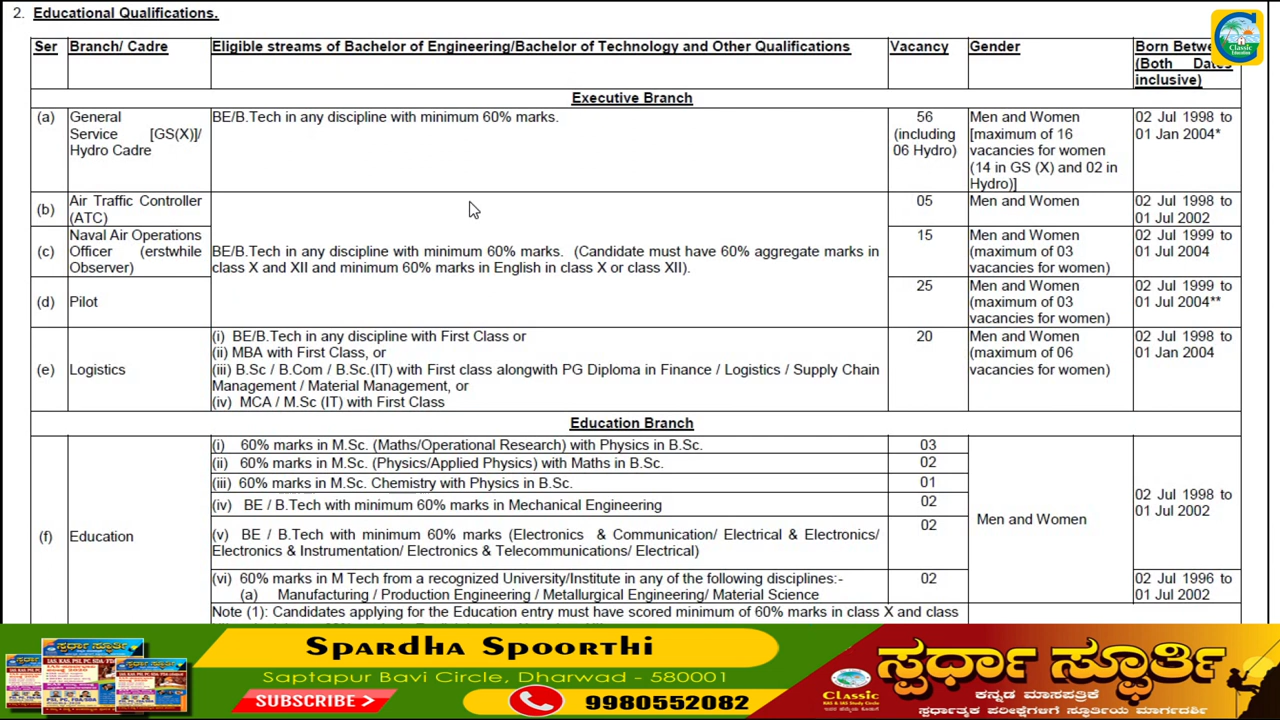 2. Educational Qualifications.
Ser Branch/ Cadre Eligible streams of Bachelor of Engineering/Bachelor of Technology and Other Qualifications Vacancy Gender Born Between
(Both Dates
inclusive)
Executive Branch
(a) General
Service [GS(X)]/
Hydro Cadre
BE/B.Tech in any discipline with minimum 60% marks.
56
(including
06 Hydro)
Men and Women
[maximum of 16
vacancies for women
(14 in GS (X) and 02 in
Hydro)]
02 Jul 1998 to
01 Jan 2004*
(b) Air Traffic Controller
(ATC)
05
Men and Women
02 Jul 1998 to
01 Jul 2002
(c) Naval Air Operations
Officer (erstwhile
Observer)
BE/B.Tech in any discipline with minimum 60% marks. (Candidate must have 60% aggregate marks in
class X and XII and minimum 60% marks in English in class X or class XII).
15
Men and Women
(maximum of 03
vacancies for women)
02 Jul 1999 to
01 Jul 2004
(d) Pilot
25
Men and Women
(maximum of 03
vacancies for women)
02 Jul 1999 to
01 Jul 2004**
(e) Logistics
(i) BE/B.Tech in any discipline with First Class or
(ii) MBA with First Class, or
(iii) B.Sc / B.Com / B.Sc.(IT) with First class alongwith PG Diploma in Finance / Logistics / Supply Chain
Management / Material Management, or
(iv) MCA / M.Sc (IT) with First Class
20
Men and Women
(maximum of 06
vacancies for women)
02 Jul 1998 to
01 Jan 2004
Education Branch
(f) Education
(i) 60% marks in M.Sc. (Maths/Operational Research) with Physics in B.Sc. 03
(ii) 60% marks in M.Sc. (Physics/Applied Physics) with Maths in B.Sc. 02
(iii) 60% marks in M.Sc. Chemistry with Physics in B.Sc. 01
(iv) BE / B.Tech with minimum 60% marks in Mechanical Engineering 02
(v) BE / B.Tech with minimum 60% marks (Electronics & Communication/ Electrical & Electronics/
Electronics & Instrumentation/ Electronics & Telecommunications/ Electrical)
02
Men and Women
02 Jul 1998 to
01 Jul 2002
(vi) 60% marks in M Tech from a recognized University/Institute in any of the following disciplines:-
(a) Manufacturing / Production Engineering / Metallurgical Engineering/ Material Science
02
02 Jul 1996 to
01 Jul 2002
Note (1): Candidates applying for the Education entry must have scored minimum of 60% marks in class X and class
Classic
Education
Spardha Spoorthi
Saptapur Bavi Circle, Dharwad - 580001
SUBSCRIBE
9980552082
Classic
KAS & IAS Study Circle
ಸ್ಪರ್ಧಾ ಸ್ಫೂರ್ತಿ
ಕನ್ನಡ ಮಾಸಪತ್ರಿಕೆ
ಸ್ಪರ್ಧಾತ್ಮಕ ಪರೀಕ್ಷೆಗಳಿಗೆ ಸ್ಫೂರ್ತಿಯ ಮಾರ್ಗದರ್ಶಿ